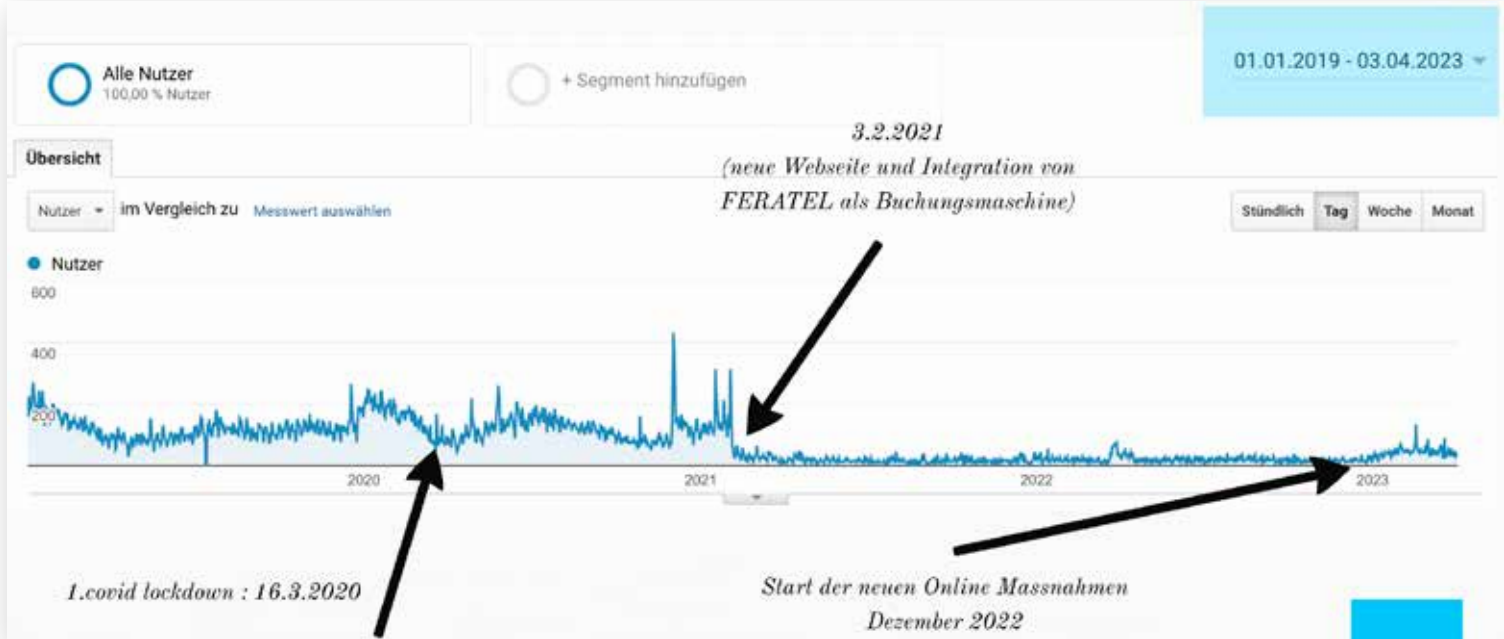 Alle Nutzer
100,00 % Nutzer
+ Segment hinzufügen
01.01.2019 - 03.04.2023
3.2.2021
(neue Webseite und Integration von
FERATEL als Buchungsmaschine)
Übersicht
Nutzer im Vergleich zu Messwert auswählen
Stündlich Tag Woche Monat
Nutzer
600
400
200
2020 2021 2022 2023
1.covid lockdown : 16.3.2020
Start der neuen Online Massnahmen
Dezember 2022